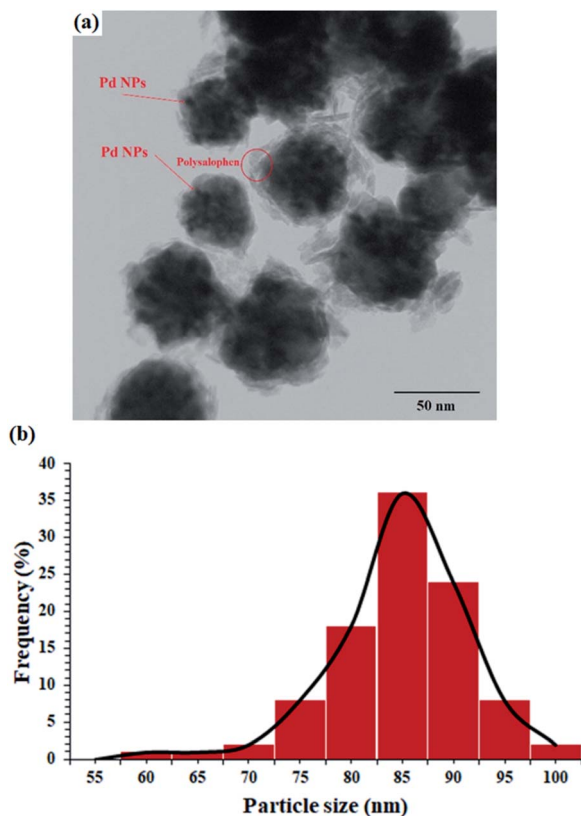 (a)
Pd NPs
Pd NPs
Polysalophen
50 nm
(b)
40
35
30
25
20
15
10
5
0
Frequency (%)
55 60 65 70 75 80 85 90 95 100
Particle size (nm)